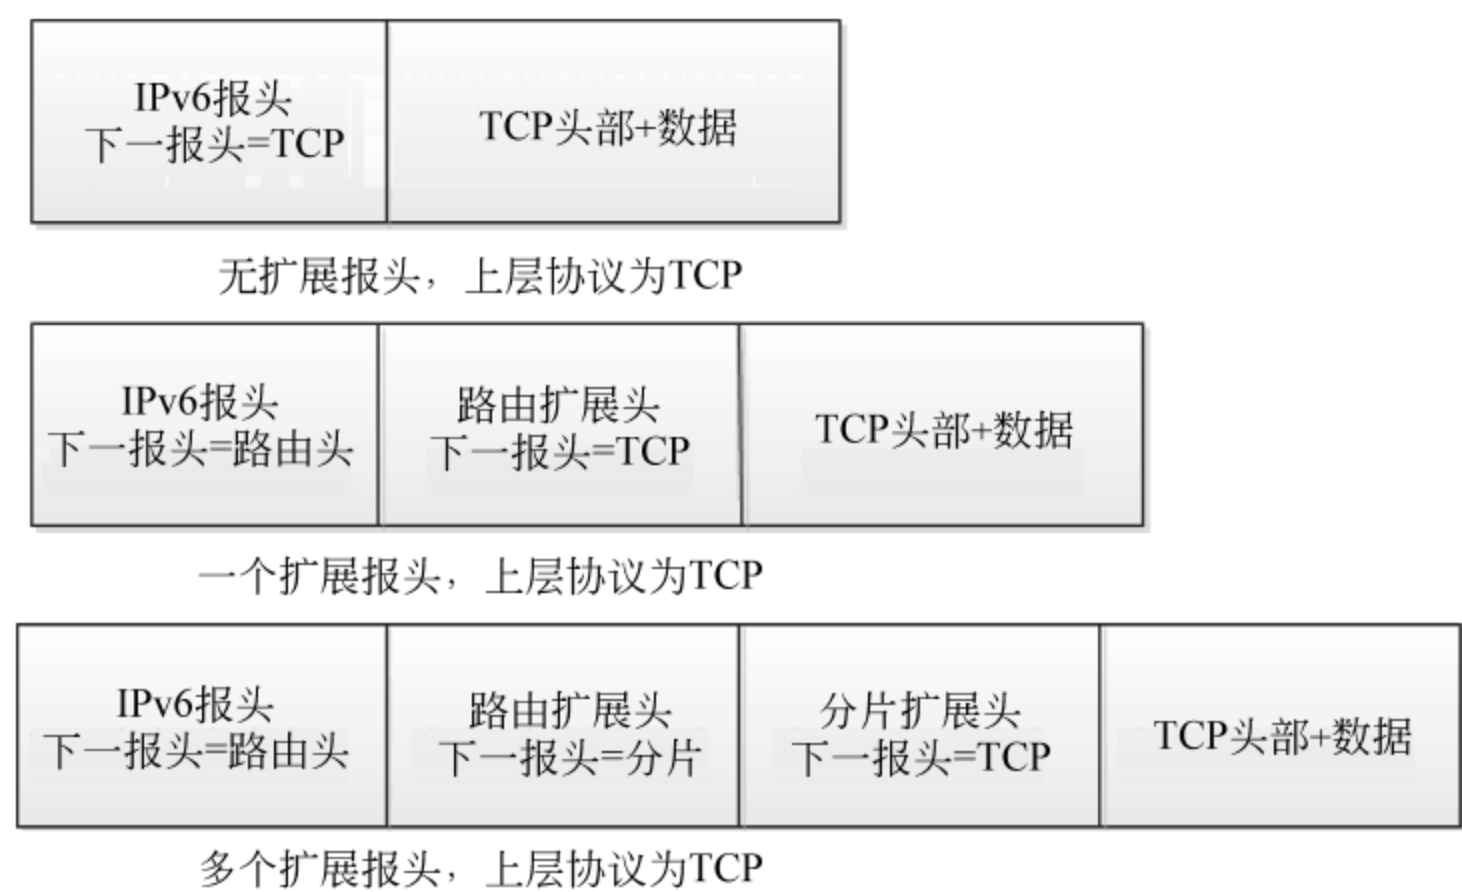 IPv6报头
下一报头=TCP
TCP头部+数据
无扩展报头，上层协议为TCP
IPv6报头
下一报头=路由头
路由扩展头
下一报头=TCP
TCP头部+数据
一个扩展报头，上层协议为TCP
IPv6报头
下一报头=路由头
路由扩展头
下一报头=分片
分片扩展头
下一报头=TCP
TCP头部+数据
多个扩展报头，上层协议为TCP